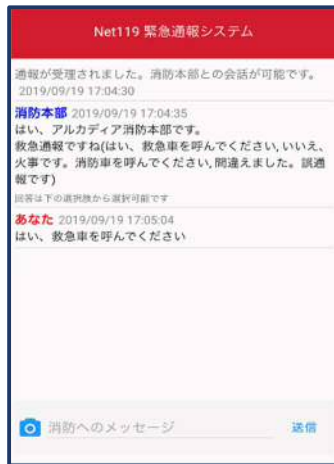 Net119 緊急通報システム
通報が受理されました。消防本部との会話が可能です。
2019/09/19 17:04:30
消防本部 2019/09/19 17:04:35
はい、アルカディア消防本部です。
救急通報ですね(はい、救急車を呼んでください, いいえ、
火事です。消防車を呼んでください, 間違えました。誤通
報です)
回答は下の選択肢から選択可能です
あなた 2019/09/19 17:05:04
はい、救急車を呼んでください
消防へのメッセージ
送信